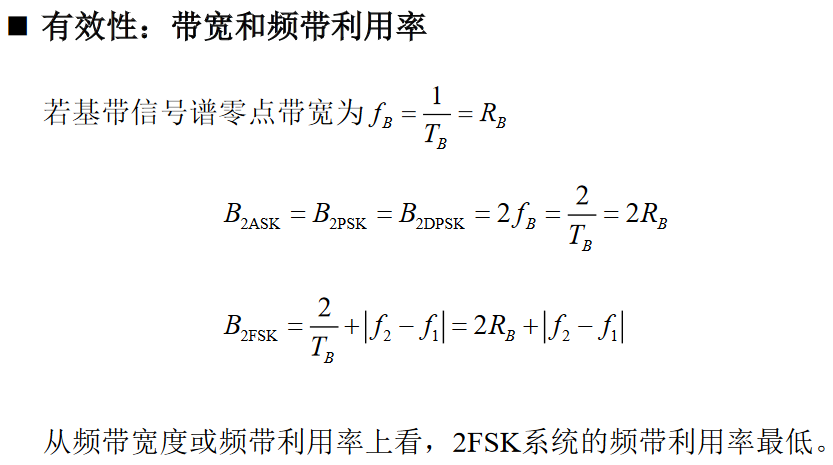 ■ 有效性：带宽和频带利用率
若基带信号谱零点带宽为 $f_B = \frac{1}{T_B} = R_B$
$B_{2ASK} = B_{2PSK} = B_{2DPSK} = 2f_B = \frac{2}{T_B} = 2R_B$
$B_{2FSK} = \frac{2}{T_B} + |f_2 - f_1| = 2R_B + |f_2 - f_1|$
从频带宽度或频带利用率上看，2FSK系统的频带利用率最低。